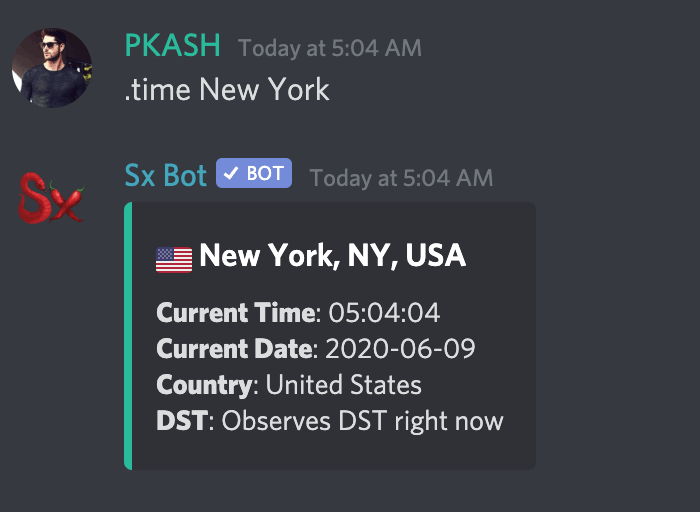 PKASH Today at 5:04 AM
.time New York
Sx
Sx Bot ✓ BOT Today at 5:04 AM
New York, NY, USA
Current Time: 05:04:04
Current Date: 2020-06-09
Country: United States
DST: Observes DST right now